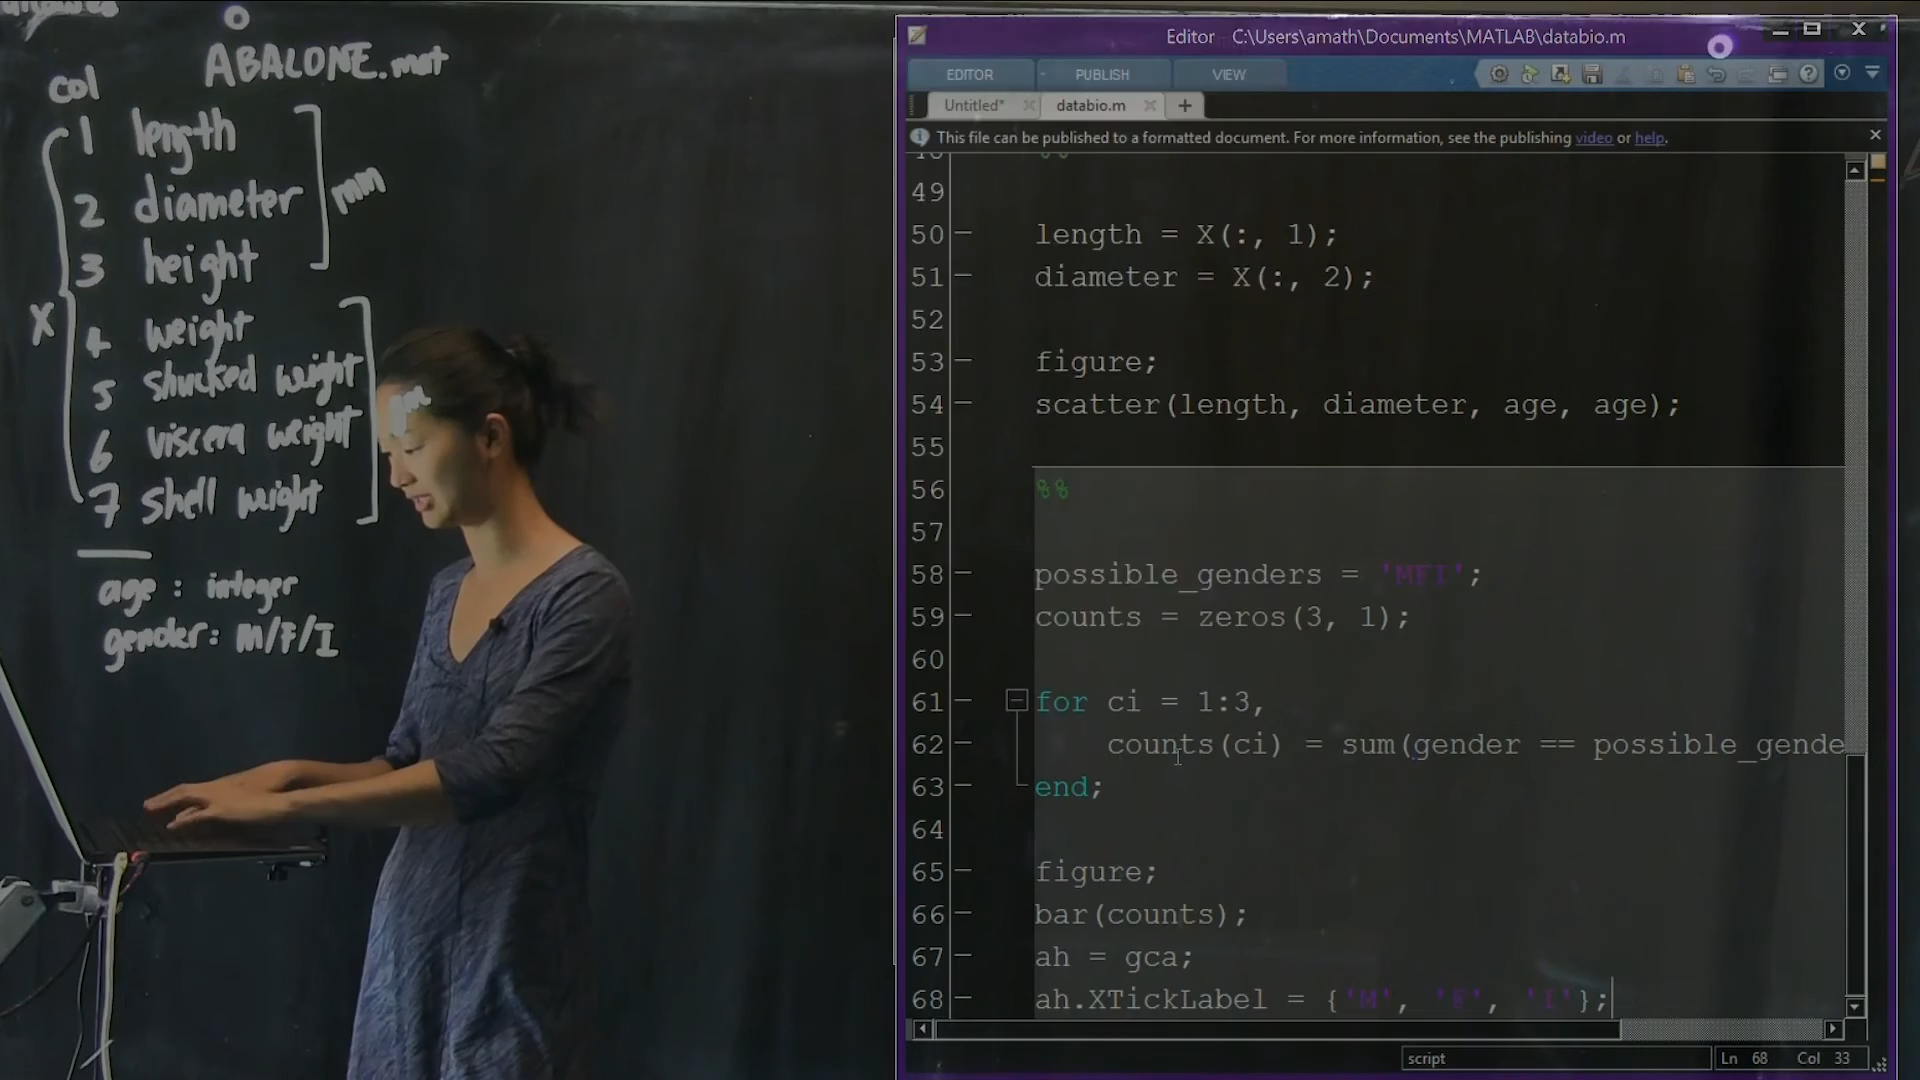 ABALONE.mat
col
1 length
2 diameter
3 height
mm
X
4 weight
5 shucked weight
6 viscera weight
7 shell weight
gm
age : integer
gender: M/F/I
Editor C:\Users\amath\Documents\MATLAB\databio.m
EDITOR PUBLISH VIEW
Untitled* databio.m +
This file can be published to a formatted document. For more information, see the publishing video or help.
%%
49
50 length = X(:, 1);
51 diameter = X(:, 2);
52
53 figure;
54 scatter(length, diameter, age, age);
55
56 %%
57
58 possible_genders = 'MFI';
59 counts = zeros(3, 1);
60
61 for ci = 1:3,
62 counts(ci) = sum(gender == possible_gende
63 end;
64
65 figure;
66 bar(counts);
67 ah = gca;
68 ah.XTickLabel = {'M', 'F', 'I'};
script Ln 68 Col 33